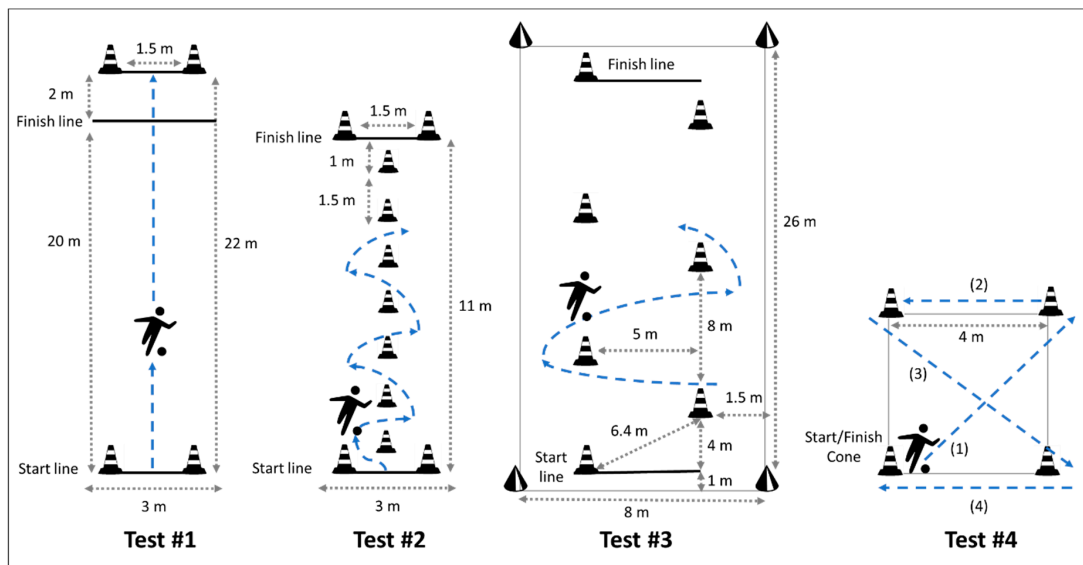 1.5 m
2 m
Finish line
20 m
22 m
Start line
3 m
Test #1
1.5 m
Finish line
1 m
1.5 m
11 m
Start line
3 m
Test #2
Finish line
26 m
8 m
5 m
1.5 m
6.4 m
4 m
Start
line
1 m
8 m
Test #3
(2)
4 m
(3)
(1)
Start/Finish
Cone
(4)
Test #4